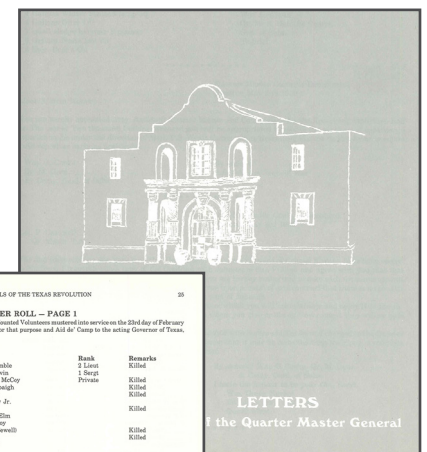 LS OF THE TEXAS REVOLUTION 25
ER ROLL — PAGE 1
ounted Volunteers mustered into service on the 23rd day of February
or that purpose and Aid de' Camp to the acting Governor of Texas,
Rank Remarks
mble 2 Lieut Killed
vin 1 Sergt
McCoy Private Killed
baigh Killed
Killed
Jr.
Killed
Elm
oy
ewell) Killed
Killed
LETTERS
f the Quarter Master General